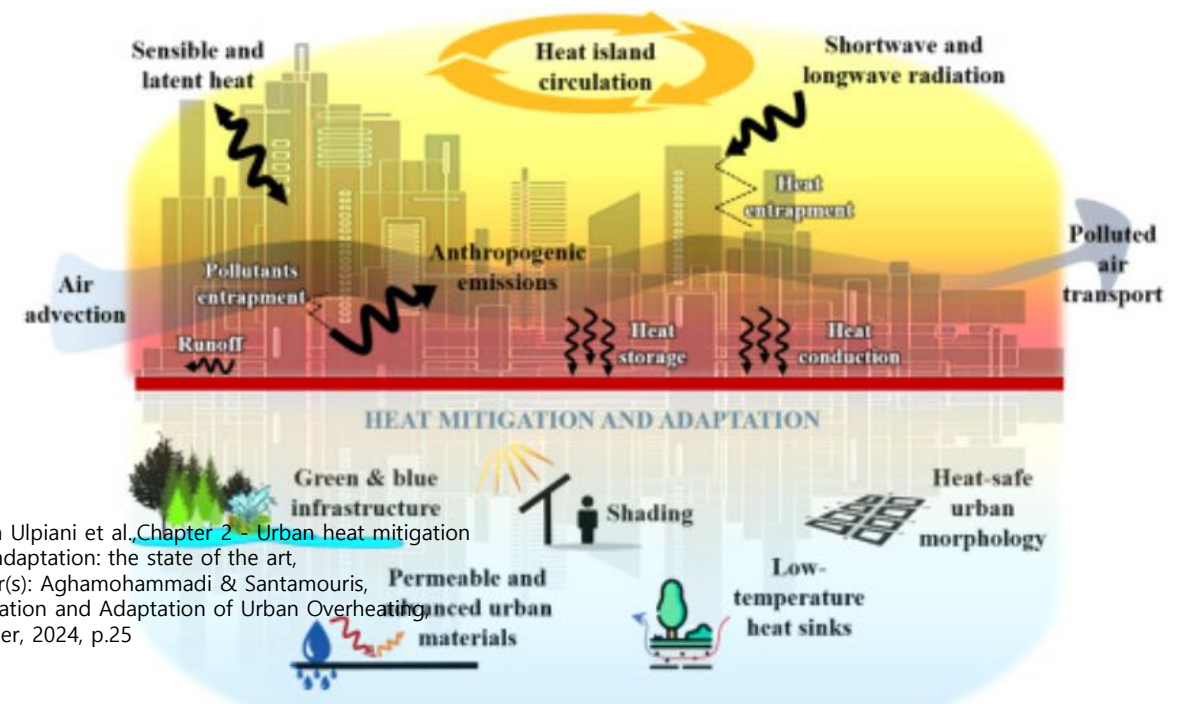 Sensible and
latent heat
Heat island
circulation
Shortwave and
longwave radiation
Heat
entrapment
Polluted
air
transport
Air
advection
Pollutants
entrapment
Anthropogenic
emissions
Runoff
Heat
storage
Heat
conduction
HEAT MITIGATION AND ADAPTATION
Green & blue
infrastructure
Shading
Heat-safe
urban
morphology
Ulpiani et al.,Chapter 2 - Urban heat mitigation
adaptation: the state of the art,
r(s): Aghamohammadi & Santamouris,
ation and Adaptation of Urban Overheating,
er, 2024, p.25
Permeable and
urban
materials
Low-
temperature
heat sinks